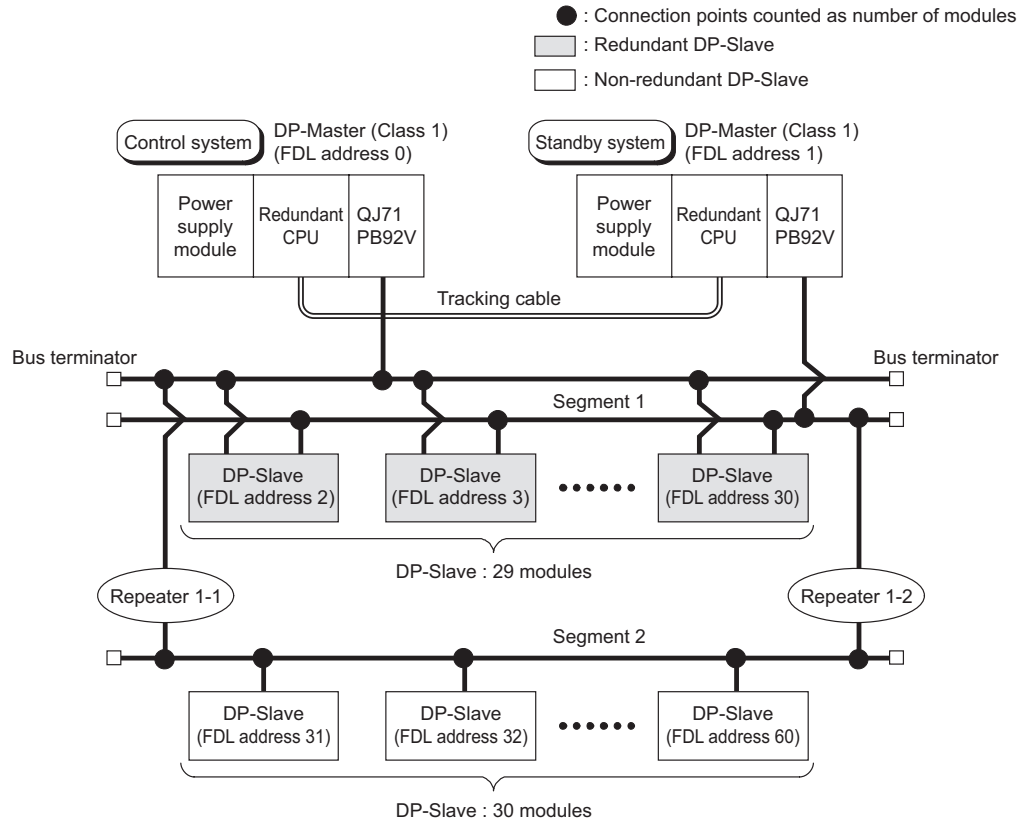 : Connection points counted as number of modules
: Redundant DP-Slave
: Non-redundant DP-Slave
Control system
DP-Master (Class 1)
(FDL address 0)
Standby system
DP-Master (Class 1)
(FDL address 1)
Power
supply
module
Redundant
CPU
QJ71
PB92V
Power
supply
module
Redundant
CPU
QJ71
PB92V
Tracking cable
Bus terminator
Bus terminator
Segment 1
DP-Slave
(FDL address 2)
DP-Slave
(FDL address 3)
DP-Slave
(FDL address 30)
DP-Slave : 29 modules
Repeater 1-1
Repeater 1-2
Segment 2
DP-Slave
(FDL address 31)
DP-Slave
(FDL address 32)
DP-Slave
(FDL address 60)
DP-Slave : 30 modules